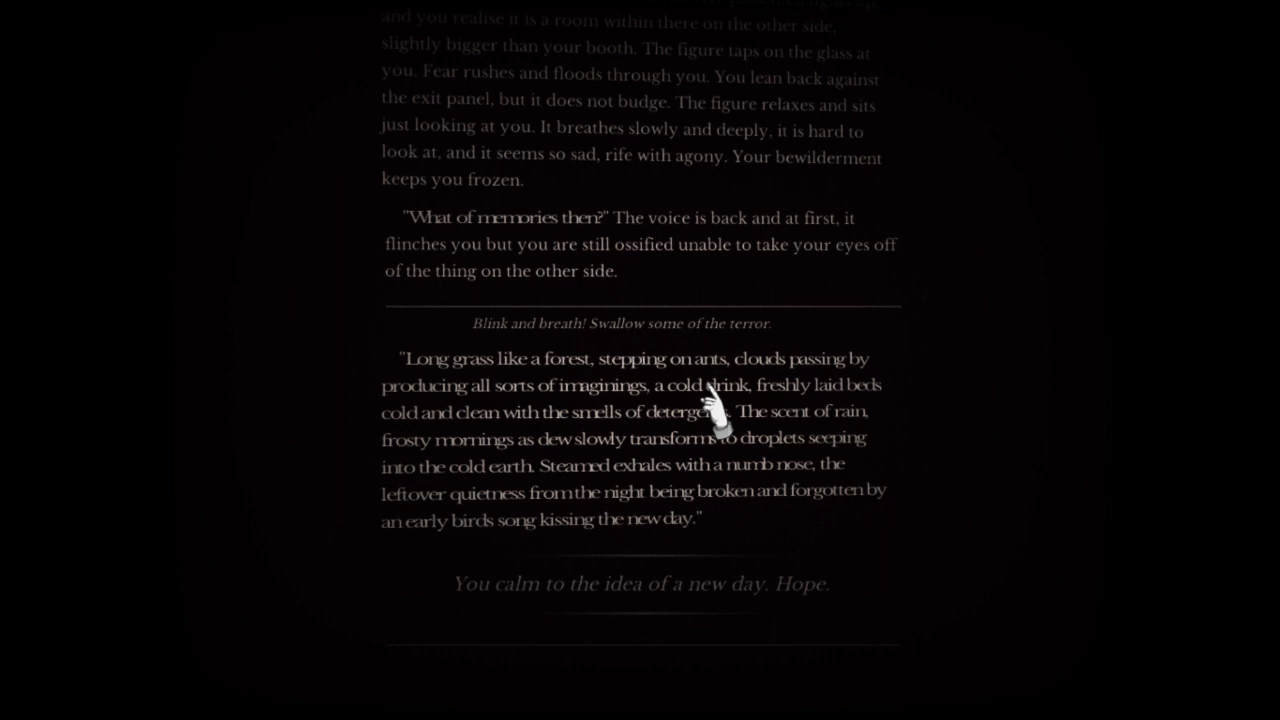 and you realise it is a room within there on the other side,
slightly bigger than your booth. The figure taps on the glass at
you. Fear rushes and floods through you. You lean back against
the exit panel, but it does not budge. The figure relaxes and sits
just looking at you. It breathes slowly and deeply, it is hard to
look at, and it seems so sad, rife with agony. Your bewilderment
keeps you frozen.
"What of memories then?" The voice is back and at first, it
flinches you but you are still ossified unable to take your eyes off
of the thing on the other side.
Blink and breath! Swallow some of the terror.
"Long grass like a forest, stepping on ants, clouds passing by
producing all sorts of imaginings, a cold drink, freshly laid beds
cold and clean with the smells of The scent of rain,
frosty mornings as dew slowly transforms to droplets seeping
into the cold earth. Steamed exhales with a numb nose, the
leftover quietness from the night being broken and forgotten by
an early birds song kissing the new day."
You calm to the idea of a new day. Hope.